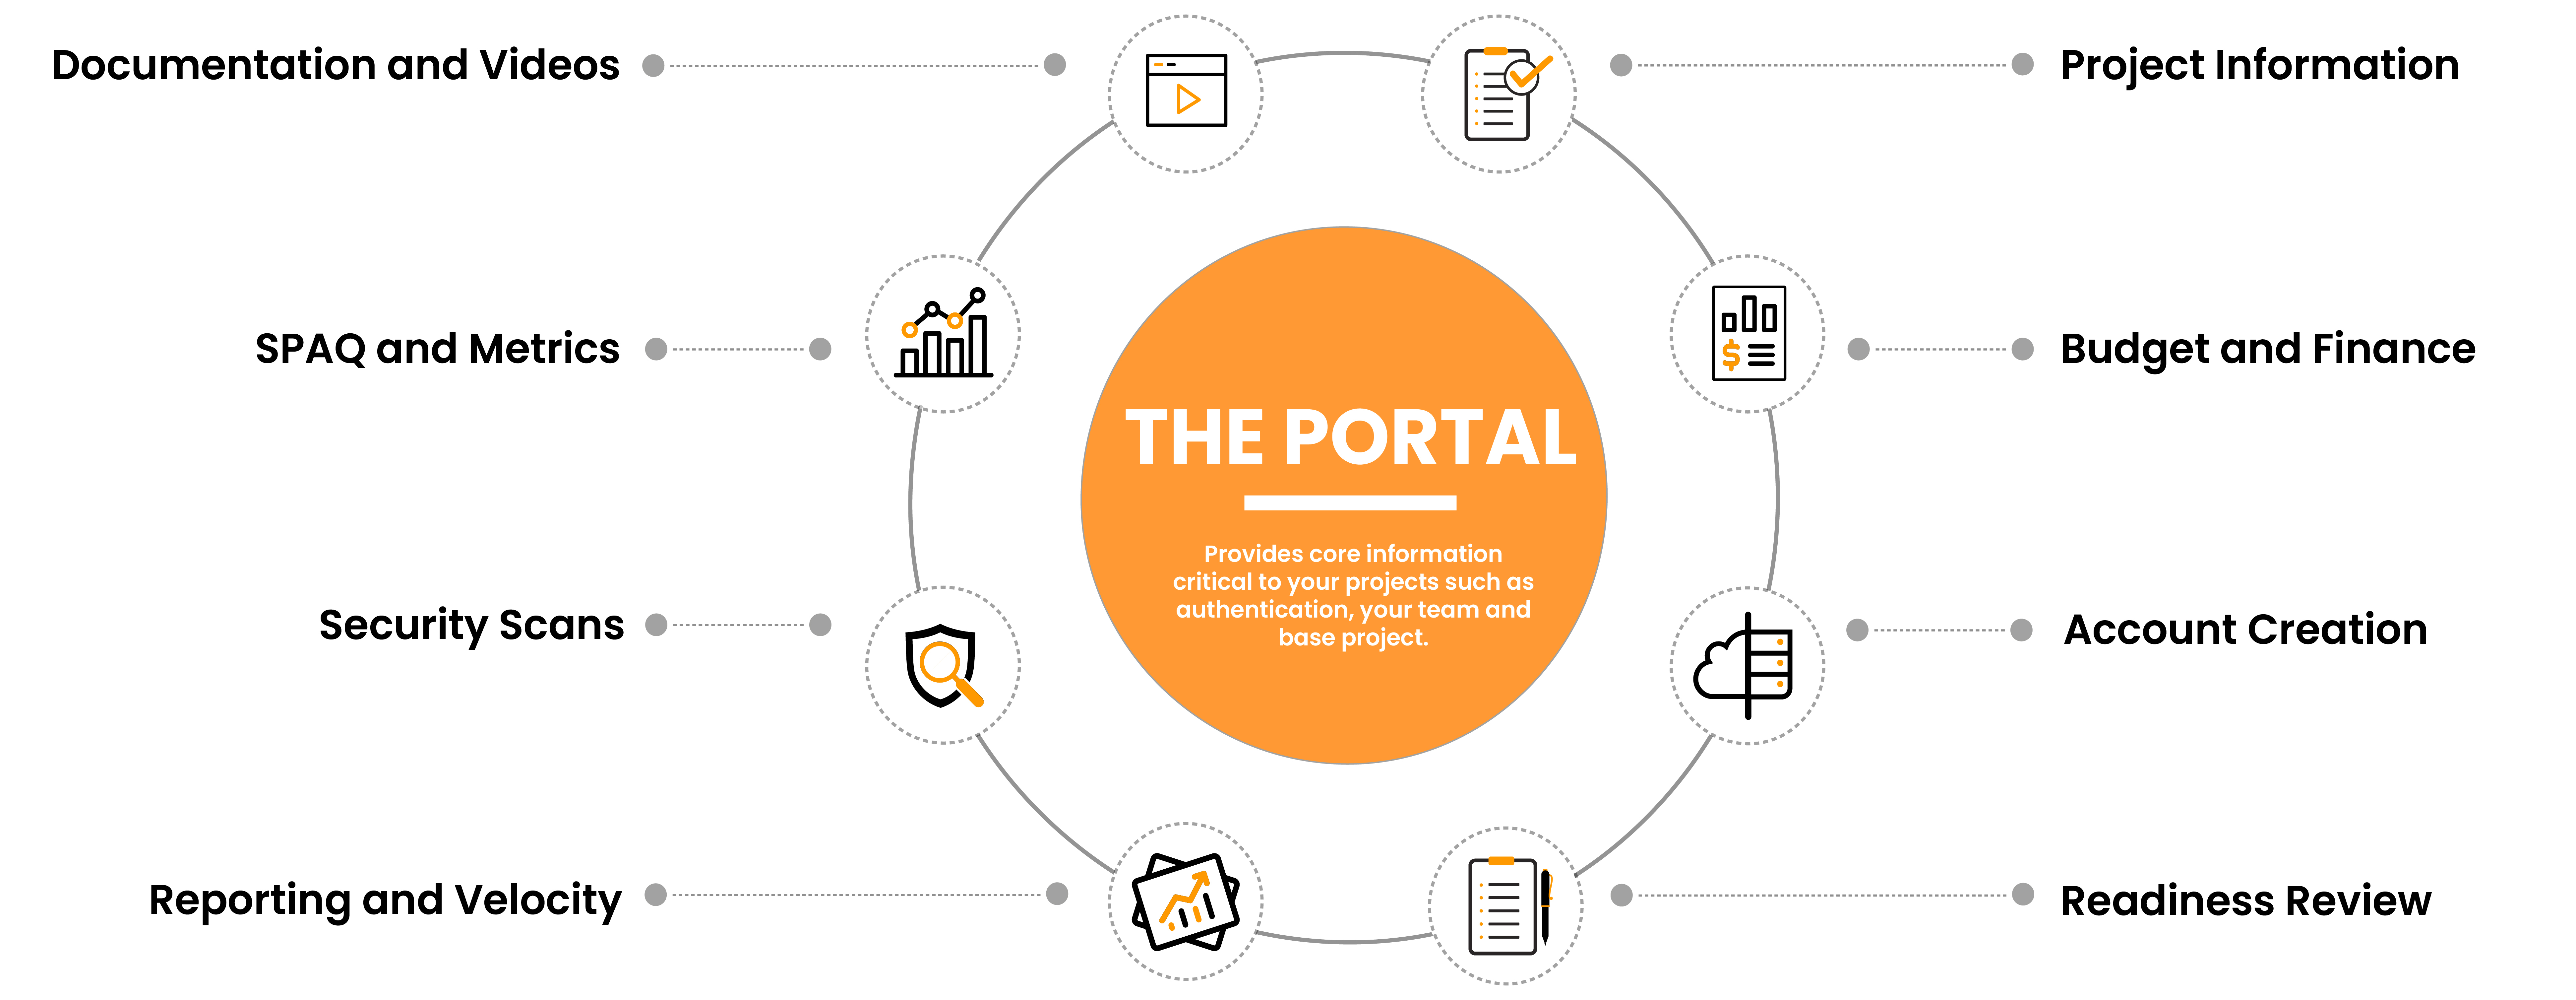 Documentation and Videos
Project Information
SPAQ and Metrics
Budget and Finance
THE PORTAL
Provides core information
critical to your projects such as
authentication, your team and
base project.
Security Scans
Account Creation
Reporting and Velocity
Readiness Review